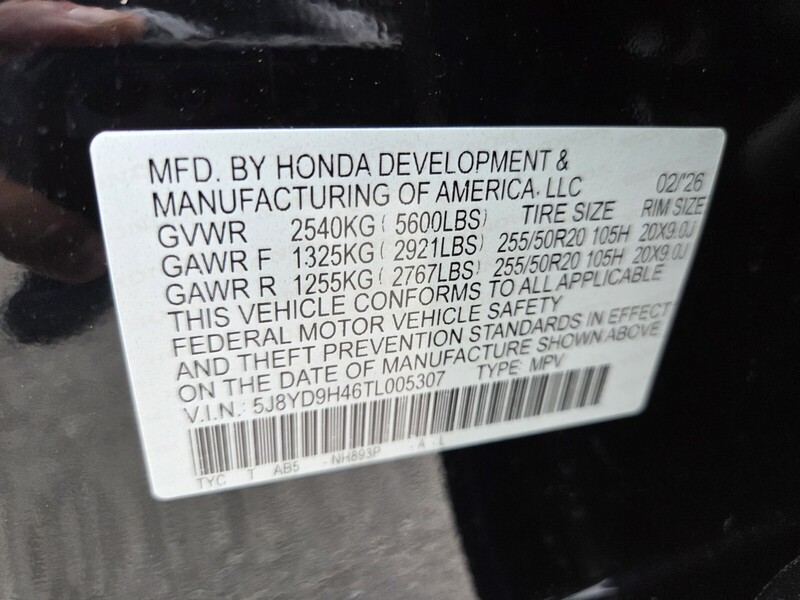 MFD. BY HONDA DEVELOPMENT &
MANUFACTURING OF AMERICA, LLC 02/'26
GVWR 2540KG ( 5600LBS) TIRE SIZE RIM SIZE
GAWR F 1325KG ( 2921LBS) 255/50R20 105H 20X9.0J
GAWR R 1255KG ( 2767LBS) 255/50R20 105H 20X9.0J
THIS VEHICLE CONFORMS TO ALL APPLICABLE
FEDERAL MOTOR VEHICLE SAFETY
AND THEFT PREVENTION STANDARDS IN EFFECT
ON THE DATE OF MANUFACTURE SHOWN ABOVE
V.I.N.: 5J8YD9H46TL005307 TYPE: MPV
TYC T AB5 - NH893P - A - L